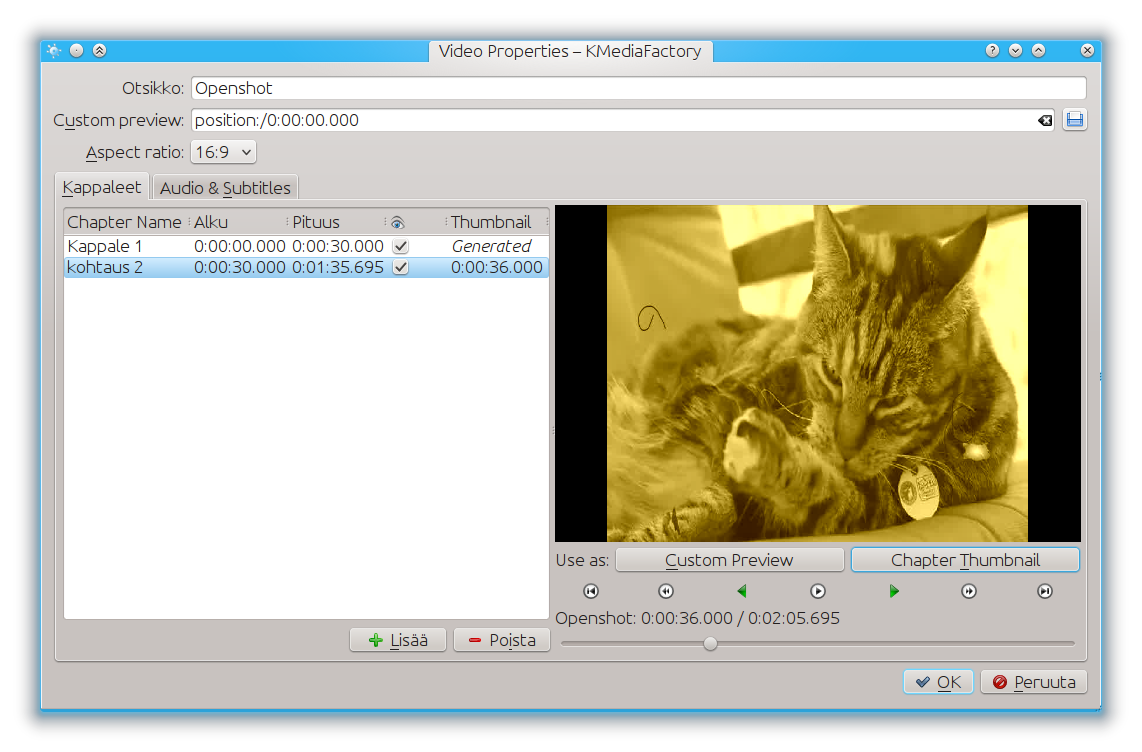 Video Properties – KMediaFactory
Otsikko: Openshot
Custom preview: position:/0:00:00.000
Aspect ratio: 16:9
Kappaleet Audio & Subtitles
Chapter Name Alku Pituus Thumbnail
Kappale 1 0:00:00.000 0:00:30.000 Generated
kohtaus 2 0:00:30.000 0:01:35.695 0:00:36.000
Use as: Custom Preview Chapter Thumbnail
Openshot: 0:00:36.000 / 0:02:05.695
Lisää Poista
OK Peruuta